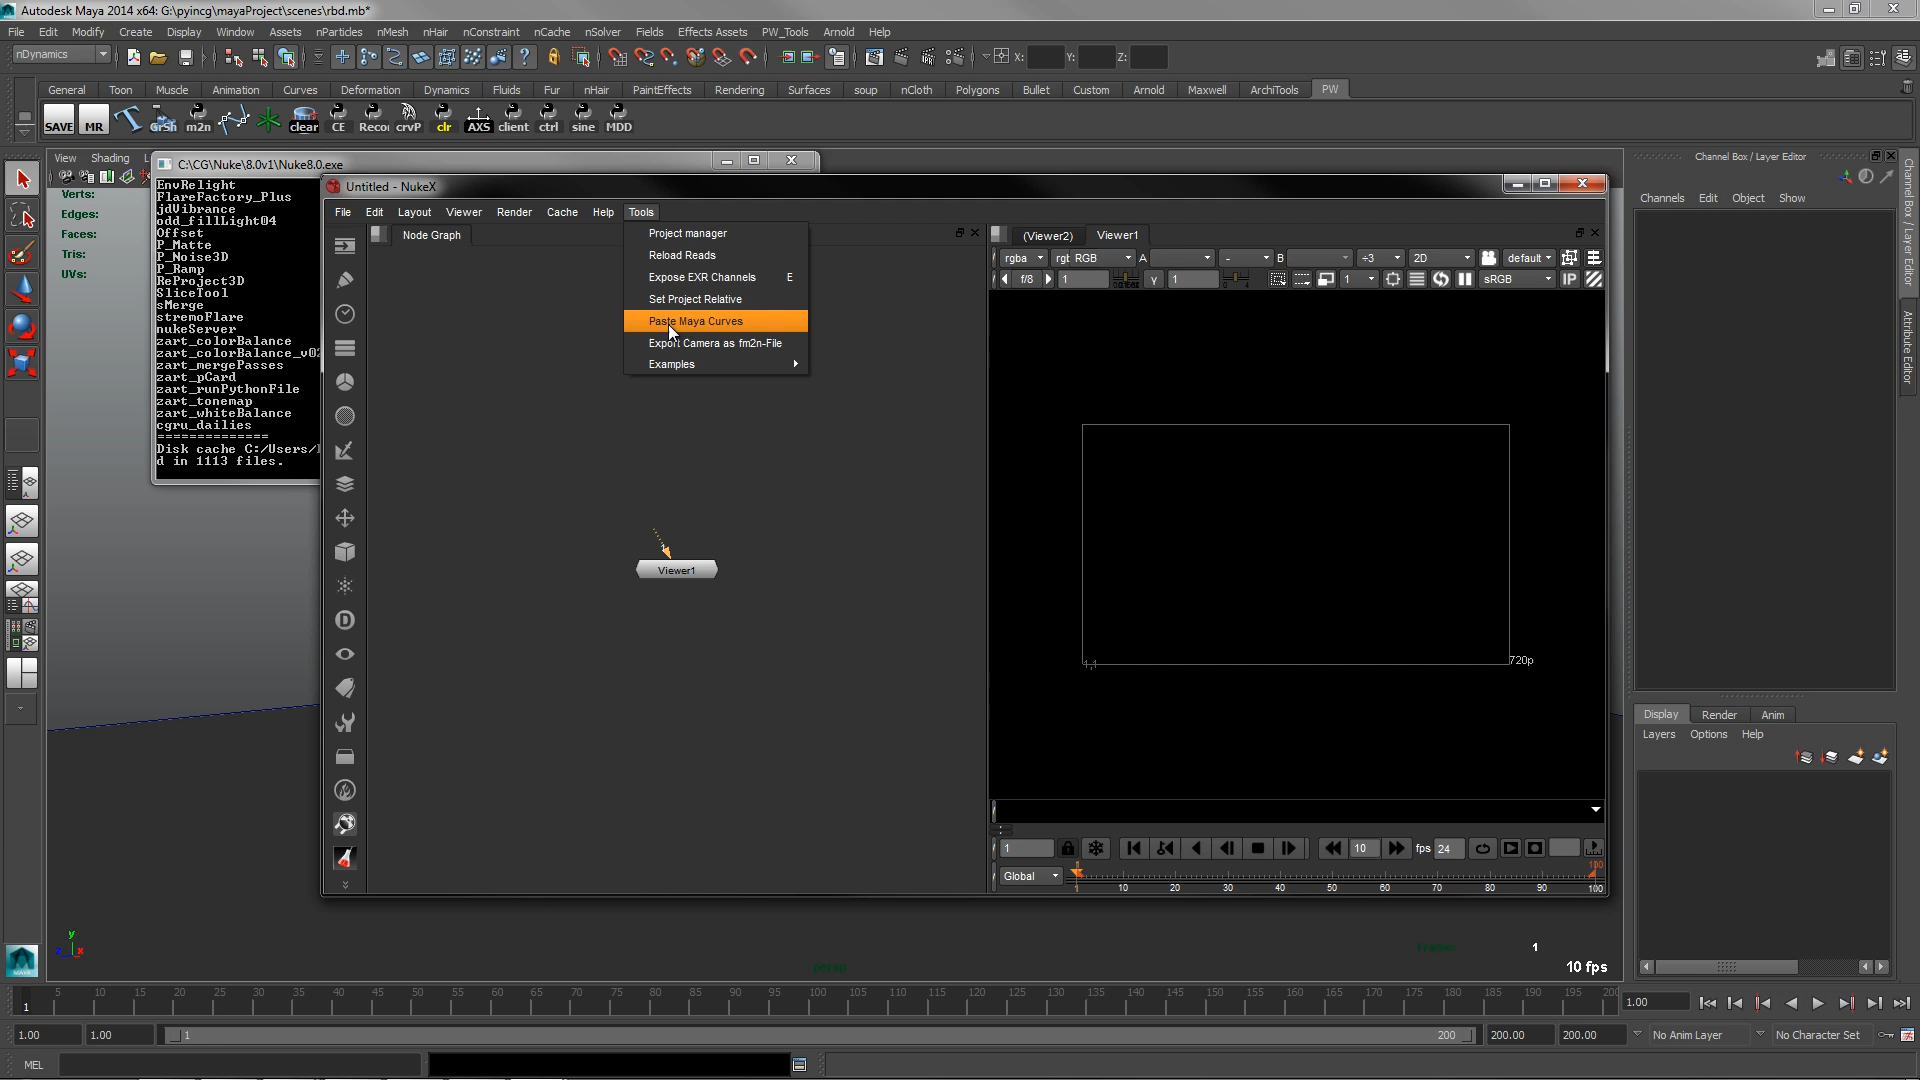 Autodesk Maya 2014 x64: G:\pyincg\mayaProject\scenes\rbd.mb*
File Edit Modify Create Display Window Assets nParticles nMesh nHair nConstraint nCache nSolver Fields Effects Assets PW_Tools Arnold Help
nDynamics X: Y: Z:
General Toon Muscle Animation Curves Deformation Dynamics Fluids Fur nHair PaintEffects Rendering Surfaces soup nCloth Polygons Bullet Custom Arnold Maxwell ArchiTools PW
SAVE MR GrSh m2n clear CE Recor crvP clr AXS client ctrl sine MDD
View Shading
Verts:
Edges:
Faces:
Tris:
UVs:
C:\CG\Nuke\8.0v1\Nuke8.0.exe
EnvRelight
FlareFactory_Plus
jdVibrance
odd_fillLight04
Offset
P_Matte
P_Noise3D
P_Ramp
ReProject3D
SliceTool
sMerge
stremoFlare
nukeServer
zart_colorBalance
zart_colorBalance_v02
zart_mergePasses
zart_pCard
zart_runPythonFile
zart_tonemap
zart_whiteBalance
cgru_dailies
==============
Disk cache C:/Users/
d in 1113 files.
Untitled - NukeX
File Edit Layout Viewer Render Cache Help Tools
Node Graph
Project manager
Reload Reads
Expose EXR Channels E
Set Project Relative
Paste Maya Curves
Export Camera as fm2n-File
Examples
Viewer1
(Viewer2) Viewer1
rgba RGB A - B ÷3 2D default
f/8 1 γ 1 1 sRGB IP
720p
1 10 fps 24
Global 1 10 20 30 40 50 60 70 80 90 100
1 100
Channel Box / Layer Editor
Channels Edit Object Show
Channel Box / Layer Editor
Attribute Editor
Display Render Anim
Layers Options Help
y
z x
persp
Frame: 1
10 fps
MAYA
1 5 10 15 20 25 30 35 40 45 50 55 60 65 70 75 80 85 90 95 100 105 110 115 120 125 130 135 140 145 150 155 160 165 170 175 180 185 190 195 200 1.00
1.00 1.00 1 200 200.00 200.00 No Anim Layer No Character Set
MEL